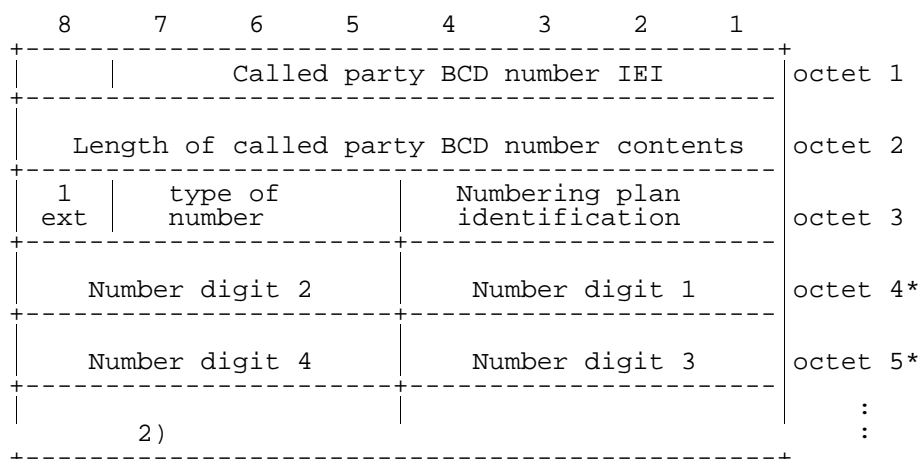 8 7 6 5 4 3 2 1
Called party BCD number IEI octet 1
Length of called party BCD number contents octet 2
1 type of Numbering plan
ext number identification octet 3
Number digit 2 Number digit 1 octet 4*
Number digit 4 Number digit 3 octet 5*
:
2) :